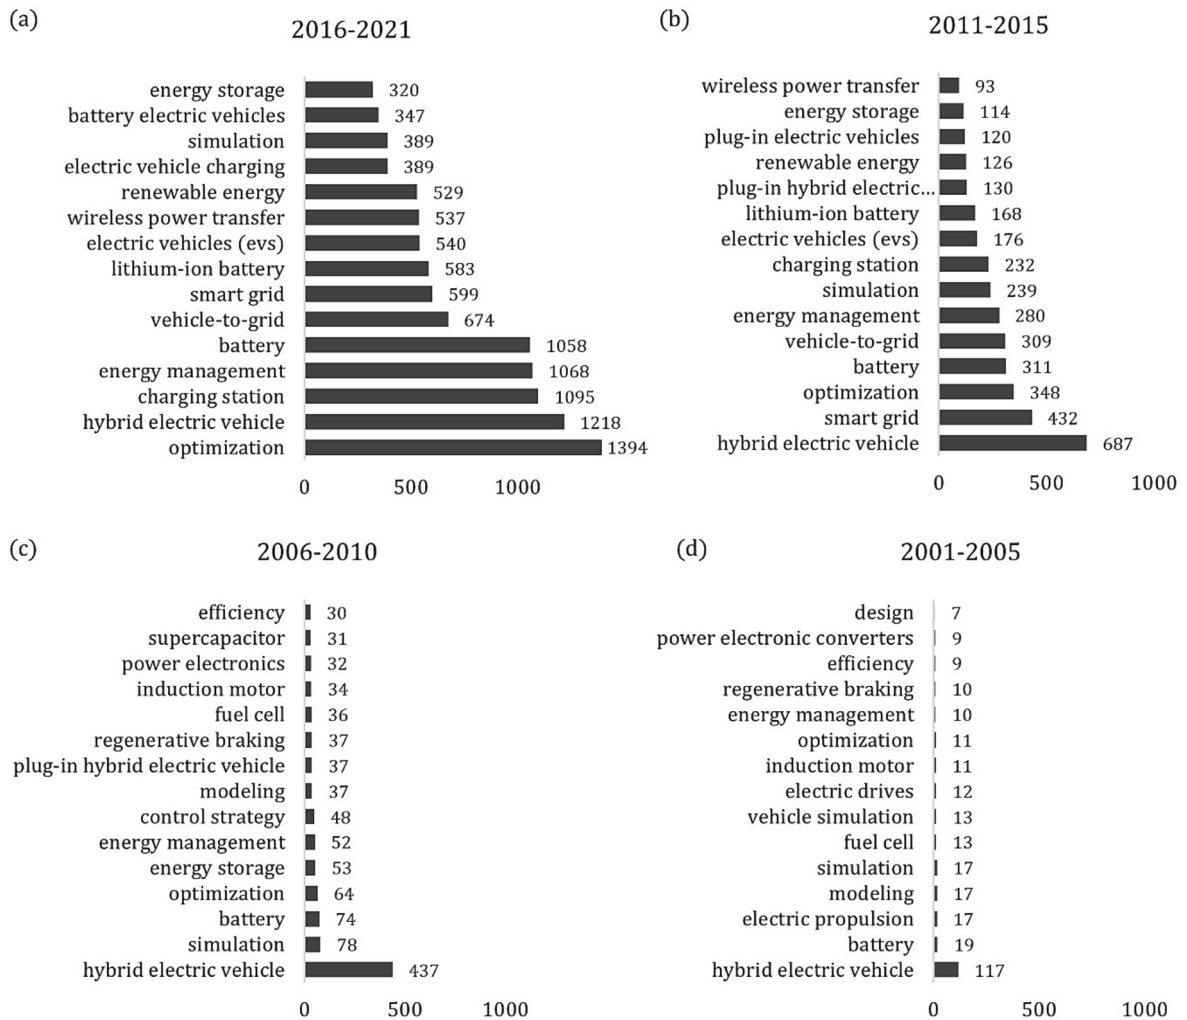 (a)
2016-2021
energy storage 320
battery electric vehicles 347
simulation 389
electric vehicle charging 389
renewable energy 529
wireless power transfer 537
electric vehicles (evs) 540
lithium-ion battery 583
smart grid 599
vehicle-to-grid 674
battery 1058
energy management 1068
charging station 1095
hybrid electric vehicle 1218
optimization 1394
0 500 1000
(b)
2011-2015
wireless power transfer 93
energy storage 114
plug-in electric vehicles 120
renewable energy 126
plug-in hybrid electric... 130
lithium-ion battery 168
electric vehicles (evs) 176
charging station 232
simulation 239
energy management 280
vehicle-to-grid 309
battery 311
optimization 348
smart grid 432
hybrid electric vehicle 687
0 500 1000
(c)
2006-2010
efficiency 30
supercapacitor 31
power electronics 32
induction motor 34
fuel cell 36
regenerative braking 37
plug-in hybrid electric vehicle 37
modeling 37
control strategy 48
energy management 52
energy storage 53
optimization 64
battery 74
simulation 78
hybrid electric vehicle 437
0 500 1000
(d)
2001-2005
design 7
power electronic converters 9
efficiency 9
regenerative braking 10
energy management 10
optimization 11
induction motor 11
electric drives 12
vehicle simulation 13
fuel cell 13
simulation 17
modeling 17
electric propulsion 17
battery 19
hybrid electric vehicle 117
0 500 1000